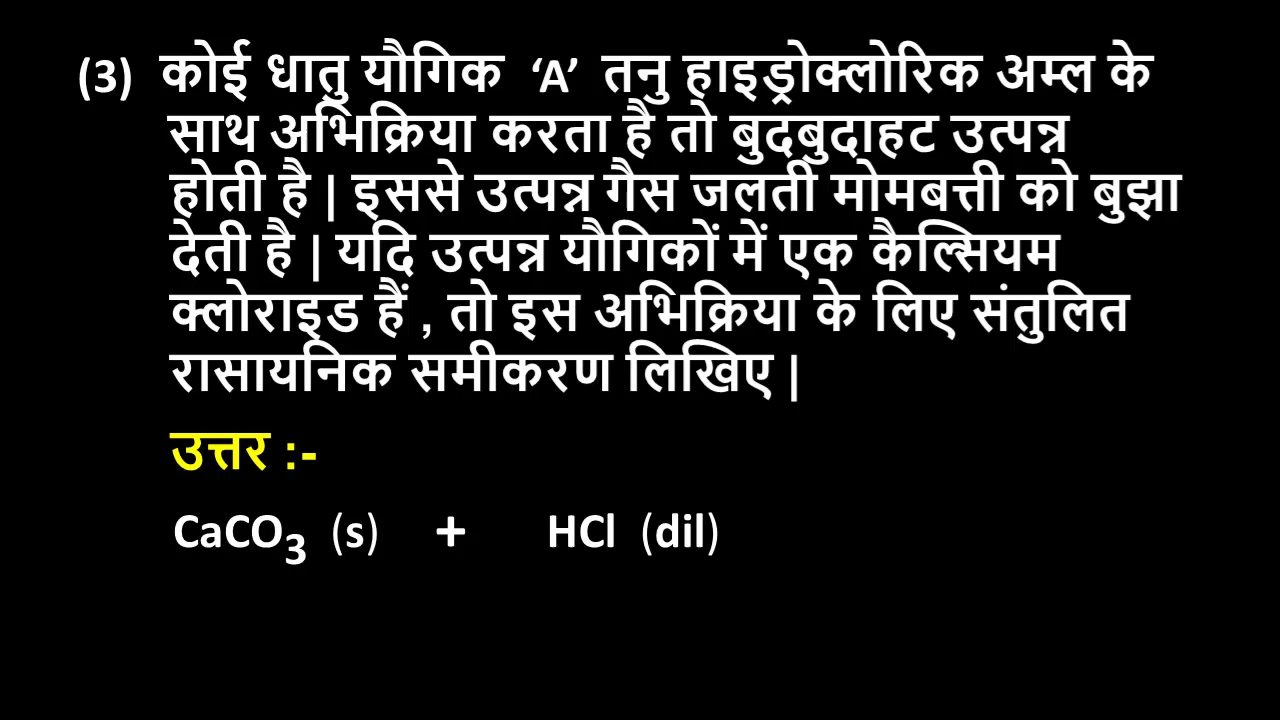 (3) कोई धातु यौगिक ‘A’ तनु हाइड्रोक्लोरिक अम्ल के
साथ अभिक्रिया करता है तो बुदबुदाहट उत्पन्न
होती है | इससे उत्पन्न गैस जलती मोमबत्ती को बुझा
देती है | यदि उत्पन्न यौगिकों में एक कैल्सियम
क्लोराइड हैं , तो इस अभिक्रिया के लिए संतुलित
रासायनिक समीकरण लिखिए |
उत्तर :-
CaCO₃ (s) + HCl (dil)